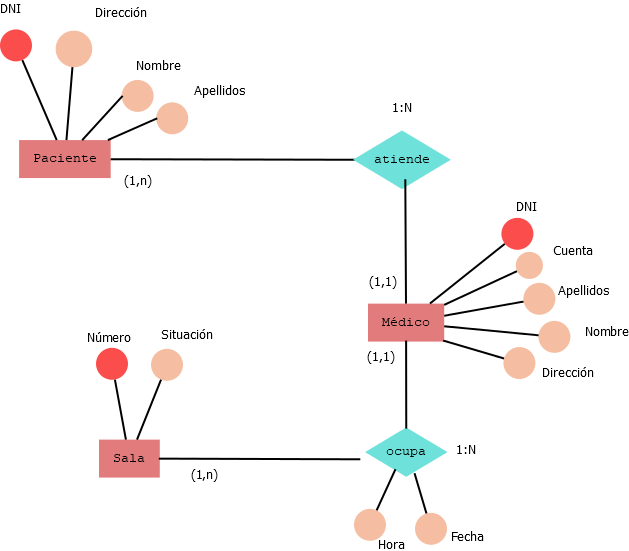 DNI
Dirección
Nombre
Apellidos
1:N
Paciente
atiende
(1,n)
DNI
Cuenta
(1,1)
Apellidos
Médico
Nombre
Número
Situación
(1,1)
Dirección
Sala
ocupa
1:N
(1,n)
Hora
Fecha